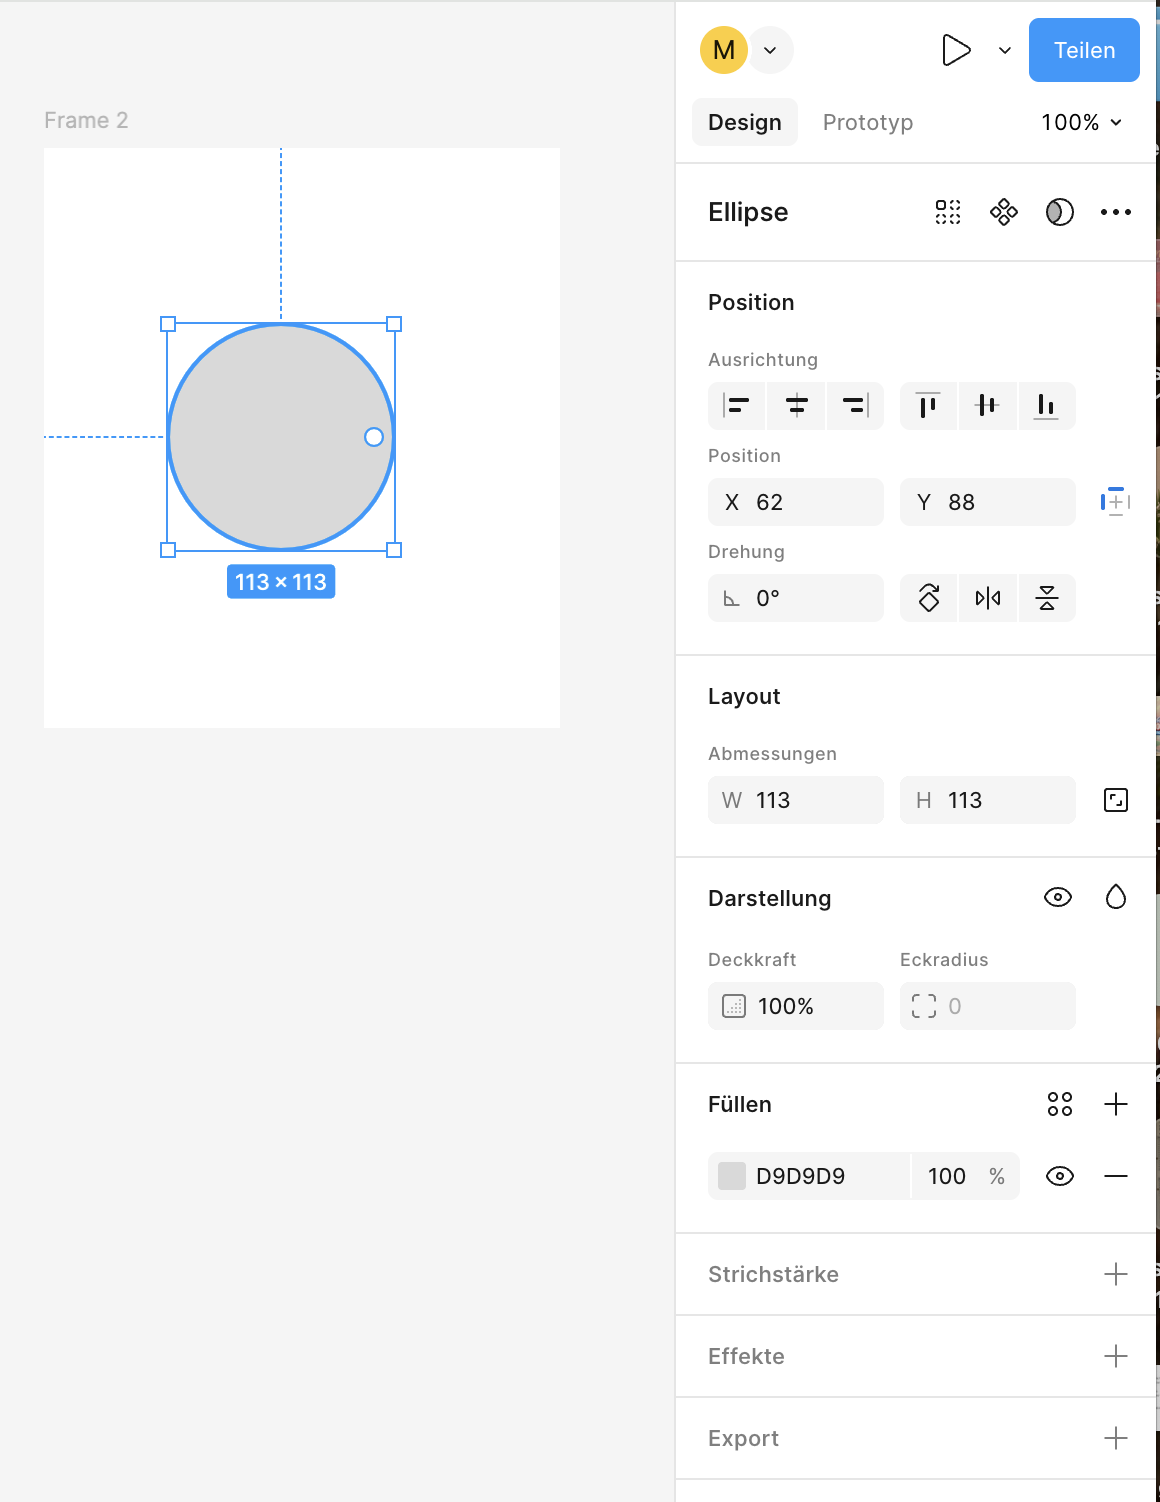 Frame 2
113 × 113
M
Teilen
Design Prototyp 100%
Ellipse
Position
Ausrichtung
Position
X 62 Y 88
Drehung
0°
Layout
Abmessungen
W 113 H 113
Darstellung
Deckkraft Eckradius
100% 0
Füllen
D9D9D9 100 %
Strichstärke
Effekte
Export